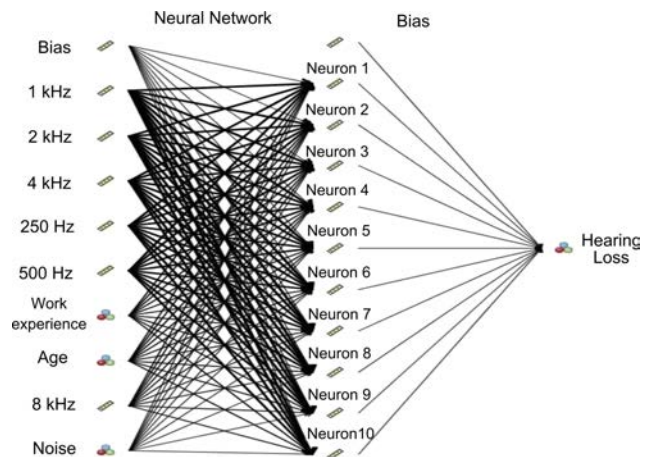 Neural Network
Bias
Bias
1 kHz
2 kHz
4 kHz
250 Hz
500 Hz
Work
experience
Age
8 kHz
Noise
Neuron 1
Neuron 2
Neuron 3
Neuron 4
Neuron 5
Neuron 6
Neuron 7
Neuron 8
Neuron 9
Neuron10
Hearing
Loss